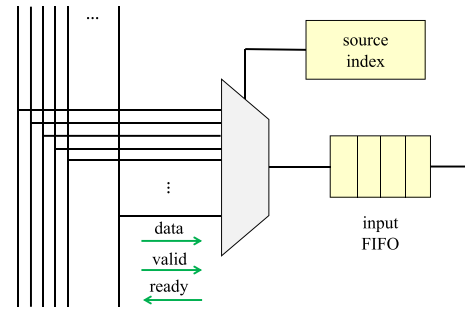 ...
source
index
...
data
valid
ready
input
FIFO